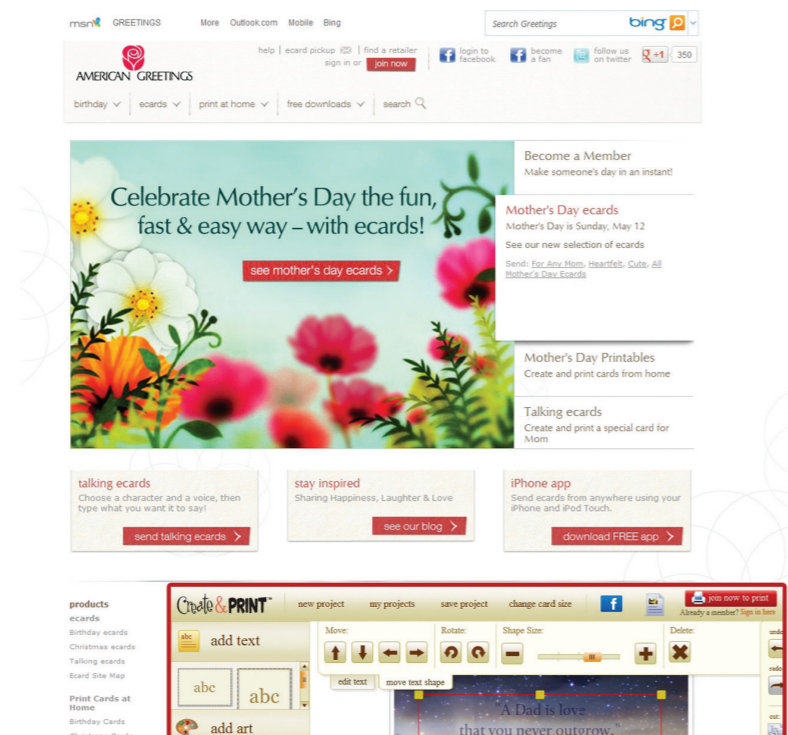 msn GREETINGS
More Outlook.com Mobile Bing
Search Greetings bing
AMERICAN GREETINGS
help | ecard pickup | find a retailer
sign in or join now
login to facebook
become a fan
follow us on twitter
+1 350
birthday ecards print at home free downloads search
Celebrate Mother's Day the fun,
fast & easy way – with ecards!
see mother's day ecards >
Become a Member
Make someone's day in an instant!
Mother's Day ecards
Mother's Day is Sunday, May 12
See our new selection of ecards
Send: For Any Mom, Heartfelt, Cute, All
Mother's Day Ecards
Mother's Day Printables
Create and print cards from home
Talking ecards
Create and print a special card for
Mom
talking ecards
Choose a character and a voice, then
type what you want it to say!
send talking ecards >
stay inspired
Sharing Happiness, Laughter & Love
see our blog >
iPhone app
Send ecards from anywhere using your
iPhone and iPod Touch.
download FREE app >
products
ecards
Birthday ecards
Christmas ecards
Talking ecards
Ecard Site Map
Print Cards at
Home
Birthday Cards
Christmas Cards
Create & PRINT™
new project my projects save project change card size
join now to print
Already a member? Sign in here
abc add text
abc abc
add art
Move: Rotate: Shape Size: Delete:
edit text move text shape
undo
redo
cut:
A Dad is love
that you never outgrow."